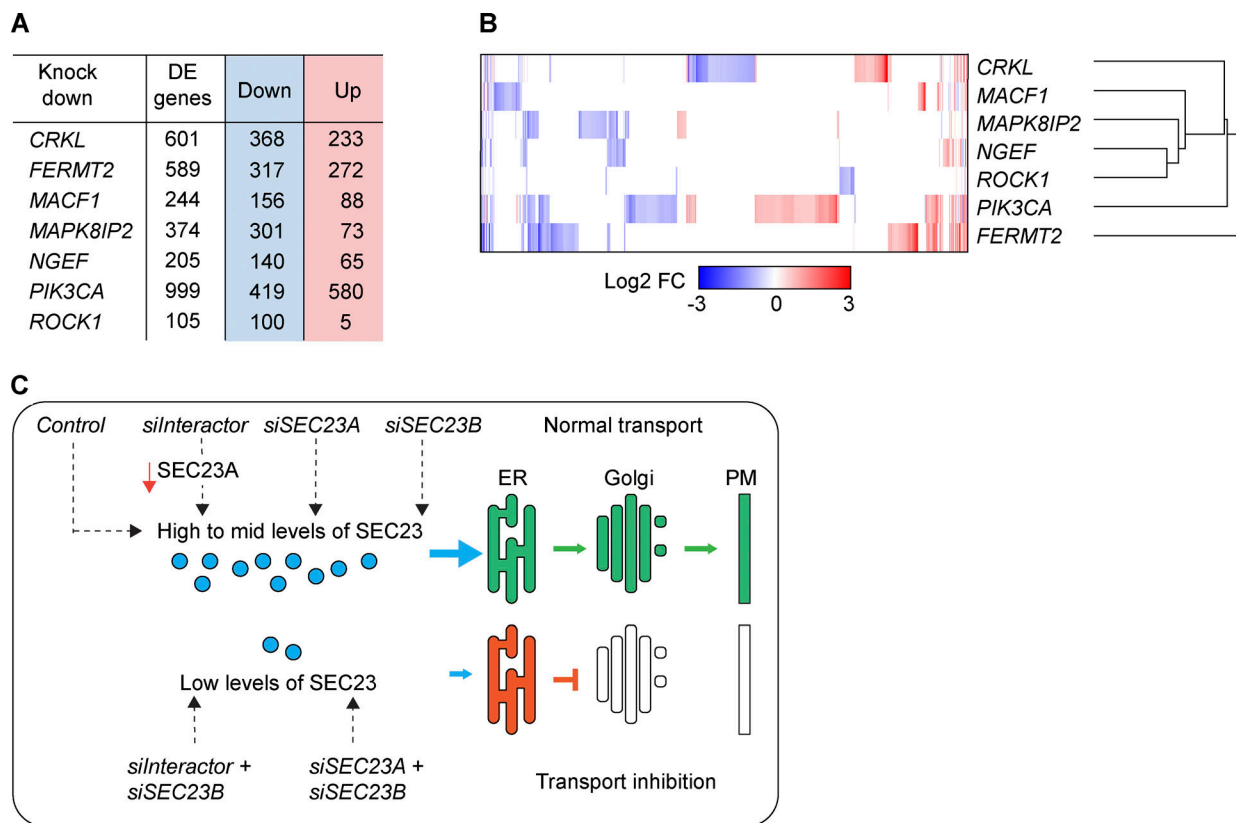 A
Knock down DE genes Down Up
CRKL 601 368 233
FERMT2 589 317 272
MACF1 244 156 88
MAPK8IP2 374 301 73
NGEF 205 140 65
PIK3CA 999 419 580
ROCK1 105 100 5
B
CRKL
MACF1
MAPK8IP2
NGEF
ROCK1
PIK3CA
FERMT2
Log2 FC
-3 0 3
C
Control siInteractor siSEC23A siSEC23B Normal transport
SEC23A
ER Golgi PM
High to mid levels of SEC23
Low levels of SEC23
siInteractor +
siSEC23B
siSEC23A +
siSEC23B
Transport inhibition